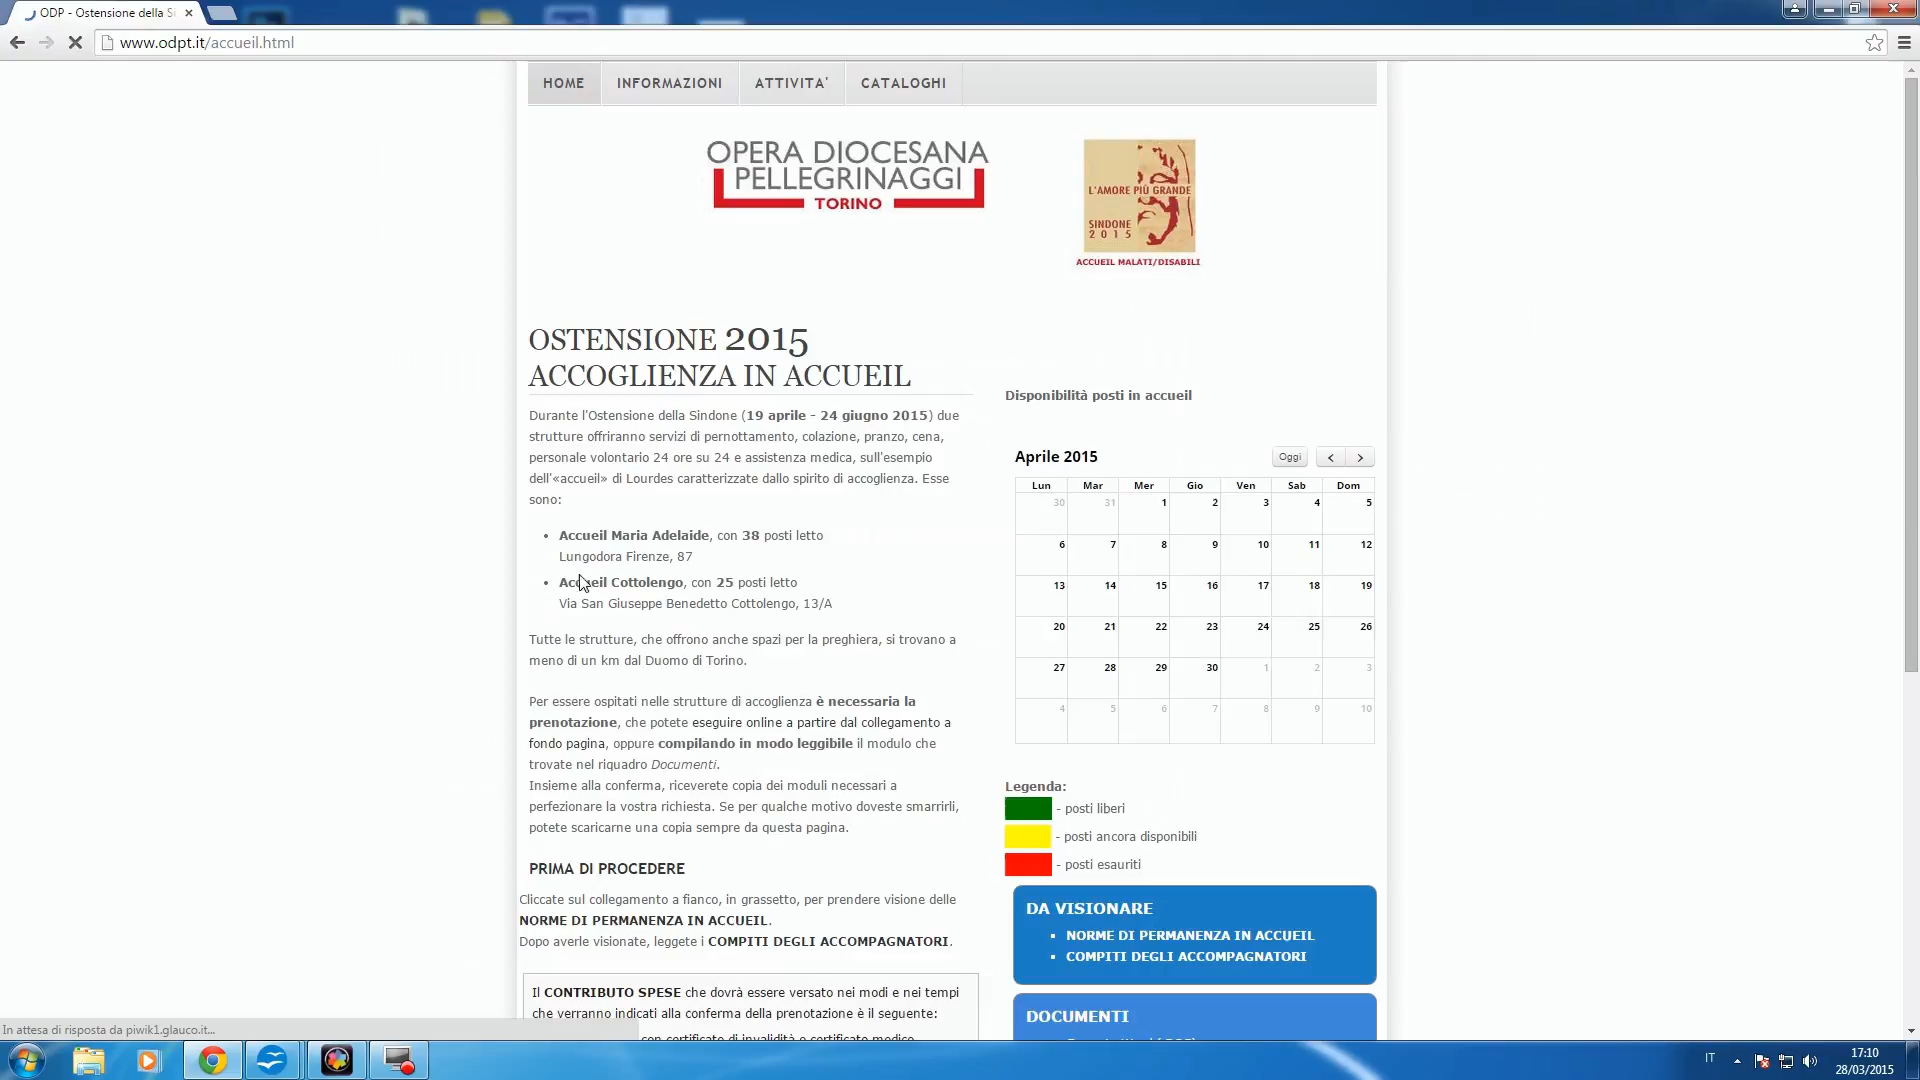 ODP - Ostensione della Si
www.odpt.it/accueil.html
HOME INFORMAZIONI ATTIVITA' CATALOGHI
OPERA DIOCESANA
PELLEGRINAGGI
TORINO
L'AMORE PIÙ GRANDE
SINDONE
2015
ACCUEIL MALATI/DISABILI
OSTENSIONE 2015
ACCOGLIENZA IN ACCUEIL
Durante l'Ostensione della Sindone (19 aprile - 24 giugno 2015) due
strutture offriranno servizi di pernottamento, colazione, pranzo, cena,
personale volontario 24 ore su 24 e assistenza medica, sull'esempio
dell'«accueil» di Lourdes caratterizzate dallo spirito di accoglienza. Esse
sono:
• Accueil Maria Adelaide, con 38 posti letto
Lungodora Firenze, 87
• Accueil Cottolengo, con 25 posti letto
Via San Giuseppe Benedetto Cottolengo, 13/A
Tutte le strutture, che offrono anche spazi per la preghiera, si trovano a
meno di un km dal Duomo di Torino.
Per essere ospitati nelle strutture di accoglienza è necessaria la
prenotazione, che potete eseguire online a partire dal collegamento a
fondo pagina, oppure compilando in modo leggibile il modulo che
trovate nel riquadro Documenti.
Insieme alla conferma, riceverete copia dei moduli necessari a
perfezionare la vostra richiesta. Se per qualche motivo doveste smarrirli,
potete scaricarne una copia sempre da questa pagina.
PRIMA DI PROCEDERE
Cliccate sul collegamento a fianco, in grassetto, per prendere visione delle
NORME DI PERMANENZA IN ACCUEIL.
Dopo averle visionate, leggete i COMPITI DEGLI ACCOMPAGNATORI.
Il CONTRIBUTO SPESE che dovrà essere versato nei modi e nei tempi
che verranno indicati alla conferma della prenotazione è il seguente:
con certificato di invalidità o certificato medico
Disponibilità posti in accueil
Aprile 2015 Oggi < >
Lun Mar Mer Gio Ven Sab Dom
30 31 1 2 3 4 5
6 7 8 9 10 11 12
13 14 15 16 17 18 19
20 21 22 23 24 25 26
27 28 29 30 1 2 3
4 5 6 7 8 9 10
Legenda:
- posti liberi
- posti ancora disponibili
- posti esauriti
DA VISIONARE
▪ NORME DI PERMANENZA IN ACCUEIL
▪ COMPITI DEGLI ACCOMPAGNATORI
DOCUMENTI
In attesa di risposta da piwik1.glauco.it...
IT
17:10
28/03/2015